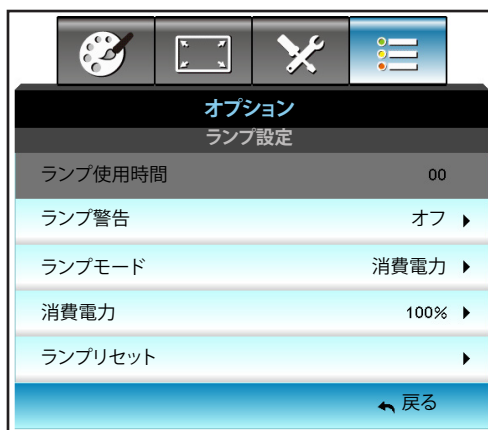 オプション
ランプ設定
ランプ使用時間 00
ランプ警告 オフ
ランプモード 消費電力
消費電力 100%
ランプリセット
戻る